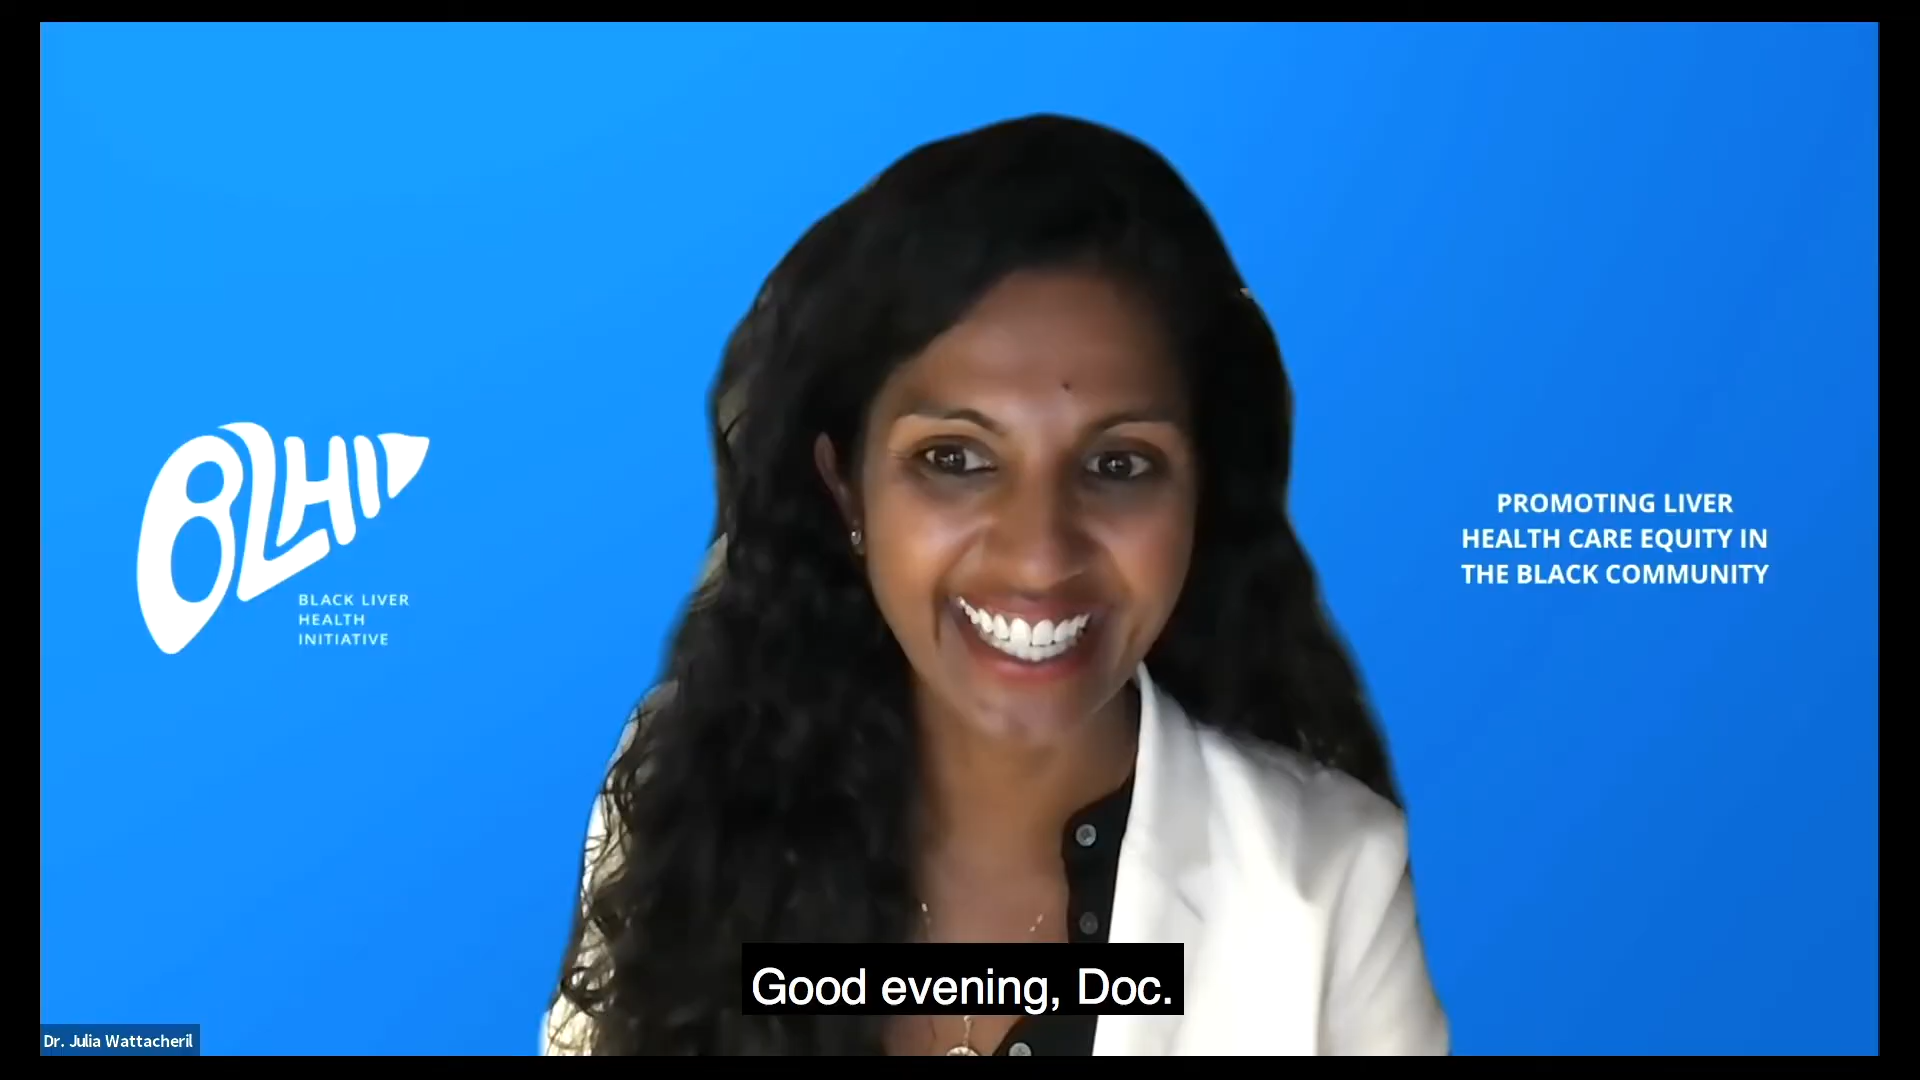 BLHI
BLACK LIVER
HEALTH
INITIATIVE
PROMOTING LIVER
HEALTH CARE EQUITY IN
THE BLACK COMMUNITY
Good evening, Doc.
Dr. Julia Wattacheril